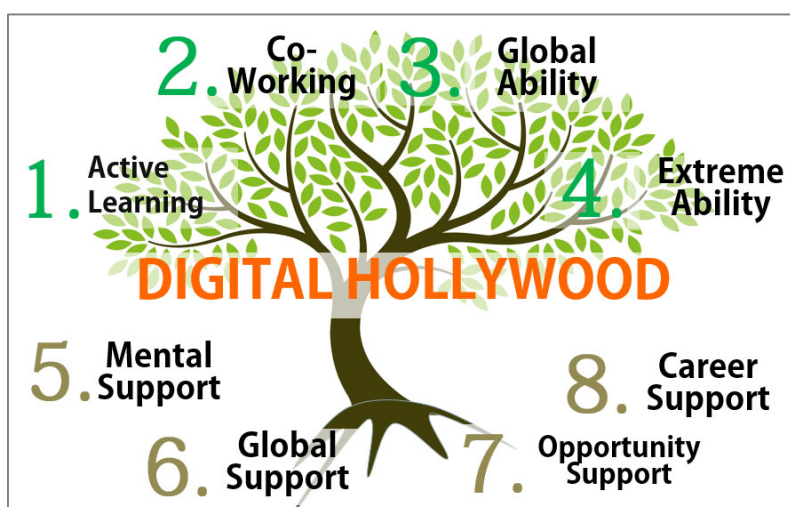 1.
Active
Learning
2.
Co-
Working
3.
Global
Ability
4.
Extreme
Ability
DIGITAL HOLLYWOOD
5.
Mental
Support
6.
Global
Support
7.
Opportunity
Support
8.
Career
Support